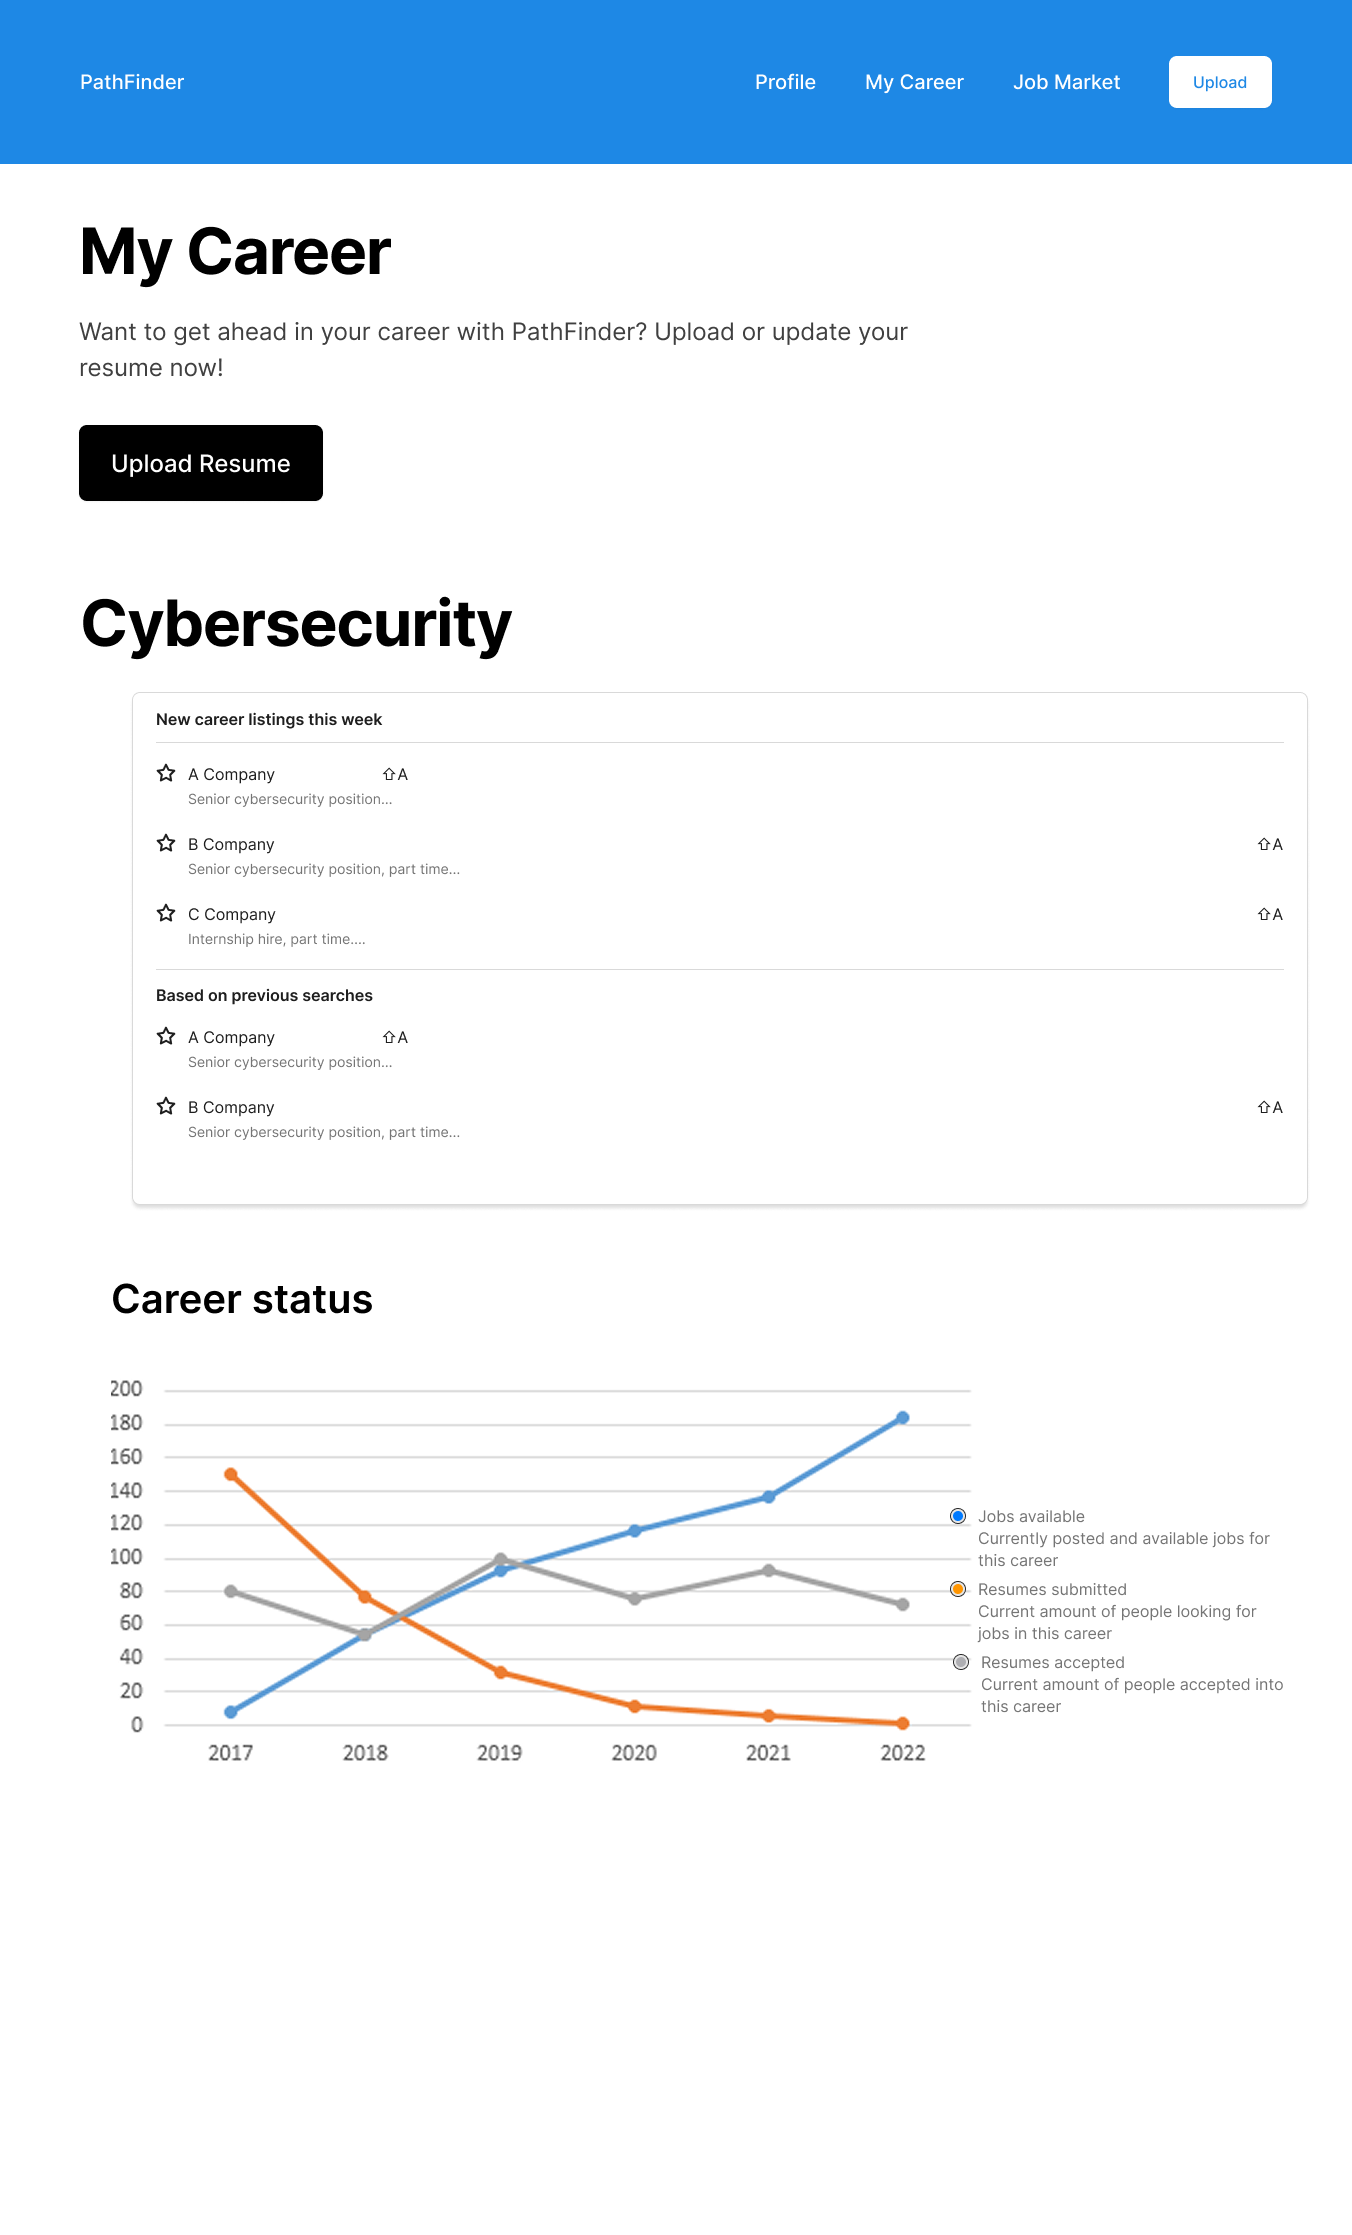 PathFinder
Profile
My Career
Job Market
Upload
My Career
Want to get ahead in your career with PathFinder? Upload or update your
resume now!
Upload Resume
Cybersecurity
New career listings this week
A Company ⇧A
Senior cybersecurity position...
B Company ⇧A
Senior cybersecurity position, part time...
C Company ⇧A
Internship hire, part time....
Based on previous searches
A Company ⇧A
Senior cybersecurity position...
B Company ⇧A
Senior cybersecurity position, part time...
Career status
200
180
160
140
120
100
80
60
40
20
0
2017 2018 2019 2020 2021 2022
Jobs available
Currently posted and available jobs for
this career
Resumes submitted
Current amount of people looking for
jobs in this career
Resumes accepted
Current amount of people accepted into
this career